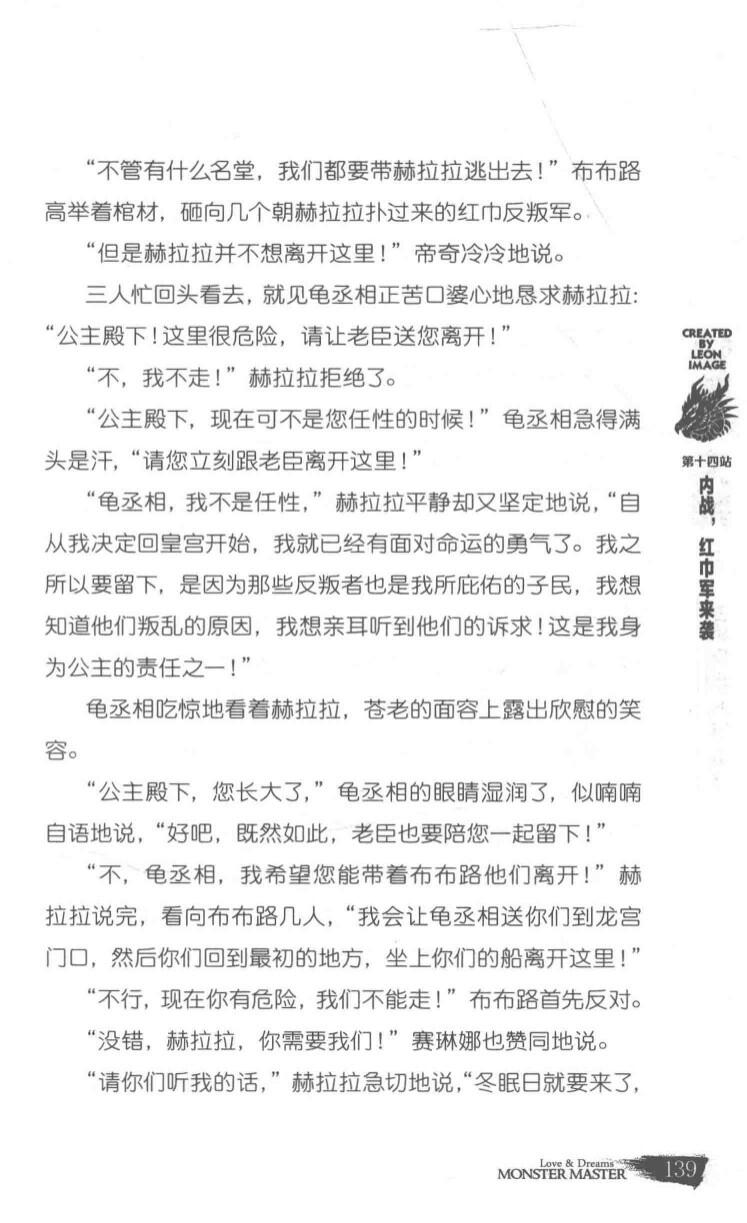 “不管有什么名堂，我们都要带赫拉拉逃出去！”布布路
高举着棺材，砸向几个朝赫拉拉扑过来的红巾反叛军。
“但是赫拉拉并不想离开这里！”帝奇冷冷地说。
三人忙回头看去，就见龟丞相正苦口婆心地恳求赫拉拉：
“公主殿下！这里很危险，请让老臣送您离开！”
“不，我不走！”赫拉拉拒绝了。
“公主殿下，现在可不是您任性的时候！”龟丞相急得满
头是汗，“请您立刻跟老臣离开这里！”
“龟丞相，我不是任性，”赫拉拉平静却又坚定地说，“自
从我决定回皇宫开始，我就已经有面对命运的勇气了。我之
所以要留下，是因为那些反叛者也是我所庇佑的子民，我想
知道他们叛乱的原因，我想亲耳听到他们的诉求！这是我身
为公主的责任之一！”
龟丞相吃惊地看着赫拉拉，苍老的面容上露出欣慰的笑
容。
“公主殿下，您长大了，”龟丞相的眼睛湿润了，似喃喃
自语地说，“好吧，既然如此，老臣也要陪您一起留下！”
“不，龟丞相，我希望您能带着布布路他们离开！”赫
拉拉说完，看向布布路几人，“我会让龟丞相送你们到龙宫
门口，然后你们回到最初的地方，坐上你们的船离开这里！”
“不行，现在你有危险，我们不能走！”布布路首先反对。
“没错，赫拉拉，你需要我们！”赛琳娜也赞同地说。
“请你们听我的话，”赫拉拉急切地说，“冬眠日就要来了，
CREATED
BY
LEON
IMAGE
第十四站
内战，红巾军来袭
Love & Dreams
MONSTER MASTER
139